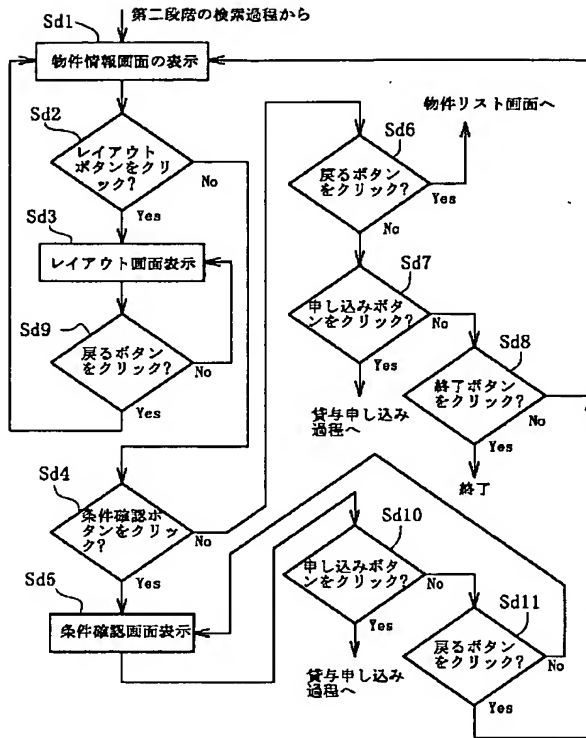 第二段階の検索過程から
Sd1
物件情報画面の表示
Sd2
レイアウト
ボタンをクリ
ック?
No
Yes
Sd3
レイアウト画面表示
Sd9
戻るボタン
をクリック?
No
Yes
Sd4
条件確認ボ
タンをクリッ
ク?
No
Yes
Sd5
条件確認画面表示
物件リスト画面へ
Sd6
戻るボタン
をクリック?
Yes
No
Sd7
申し込みボタ
ンをクリック?
No
Yes
貸与申し込み
過程へ
Sd8
終了ボタン
をクリック?
No
Yes
終了
Sd10
申し込みボタ
ンをクリック?
No
Yes
貸与申し込み
過程へ
Sd11
戻るボタン
をクリック?
No
Yes